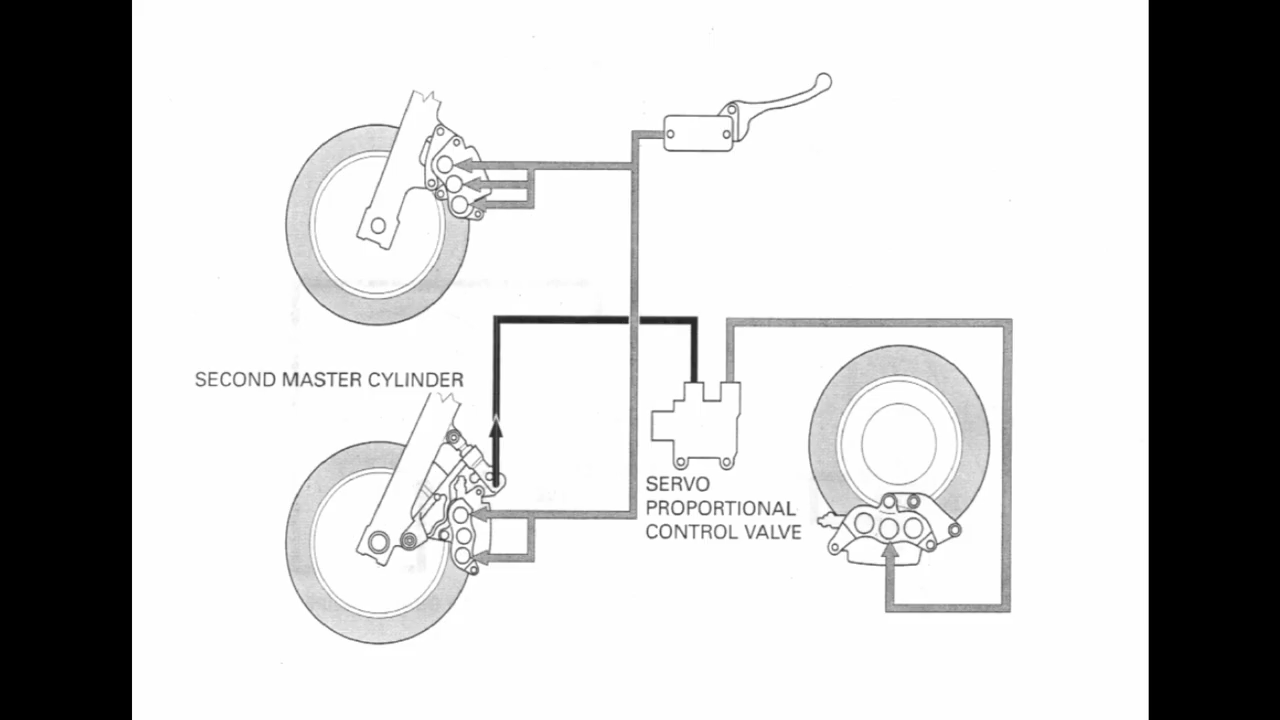 SECOND MASTER CYLINDER
SERVO
PROPORTIONAL
CONTROL VALVE